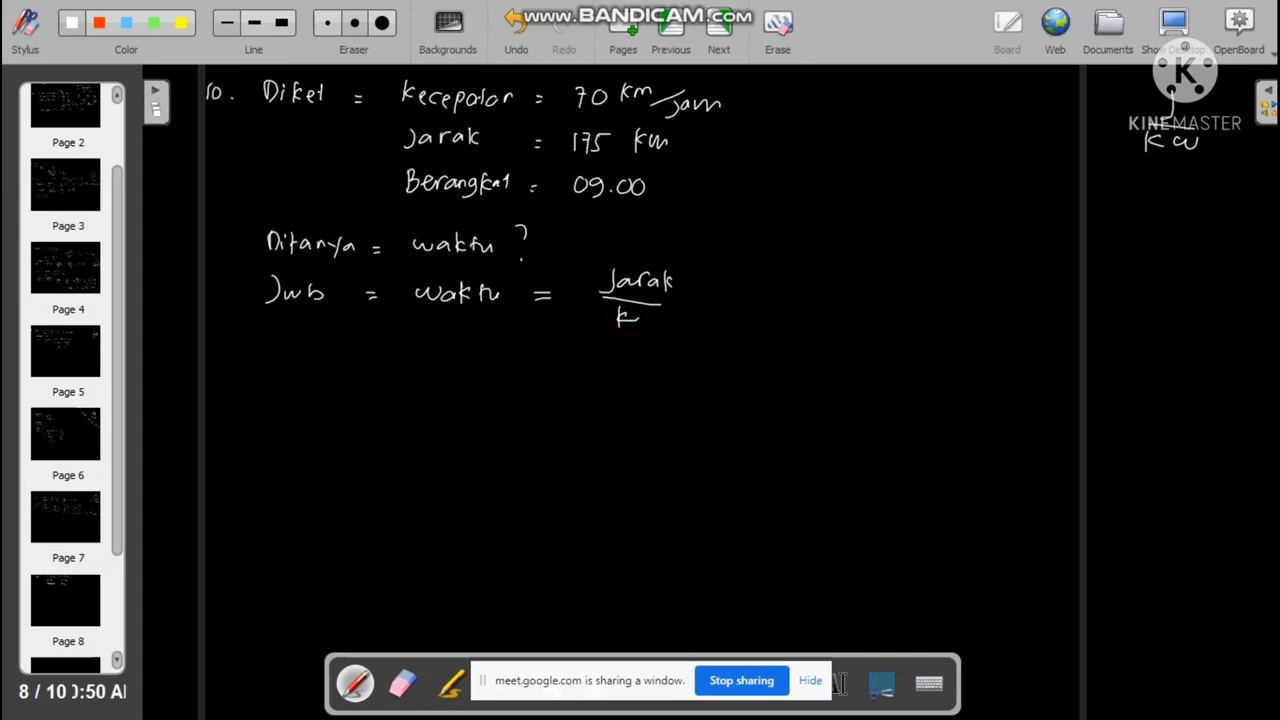 www.BANDICAM.com
Stylus Color Line Eraser Backgrounds Undo Redo Pages Previous Next Erase Board Web Documents Show Desktop OpenBoard
K
KINEMASTER
J
K W
10. Diket = kecepatan = 70 km/jam
Jarak = 175 km
Berangkat = 09.00
Ditanya = waktu ?
Jwb = waktu = Jarak
k
Page 2
Page 3
Page 4
Page 5
Page 6
Page 7
Page 8
8 / 10
meet.google.com is sharing a window. Stop sharing Hide